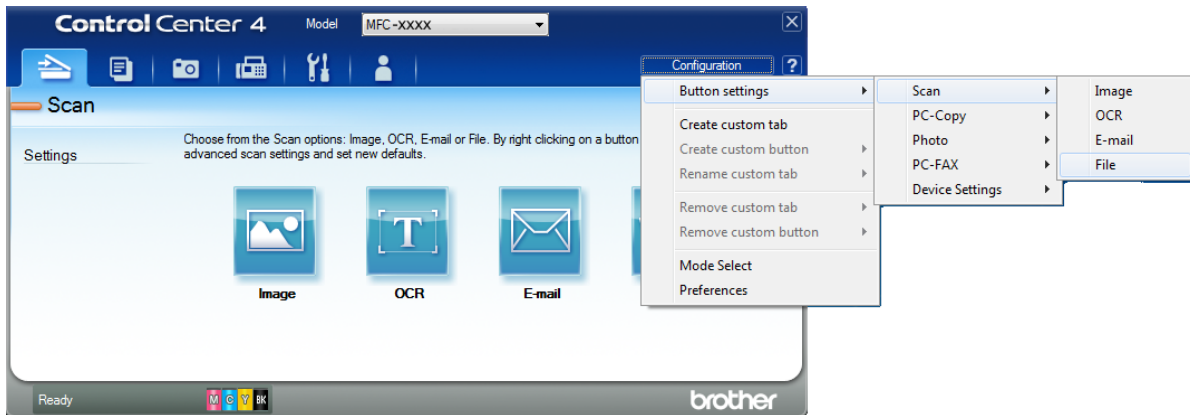 Control Center 4 Model MFC-XXXX
Configuration ?
Scan
Settings
Choose from the Scan options: Image, OCR, E-mail or File. By right clicking on a button
advanced scan settings and set new defaults.
T
Image
OCR
E-mail
Button settings
Create custom tab
Create custom button
Rename custom tab
Remove custom tab
Remove custom button
Mode Select
Preferences
Scan
PC-Copy
Photo
PC-FAX
Device Settings
Image
OCR
E-mail
File
Ready
M C Y BK
brother